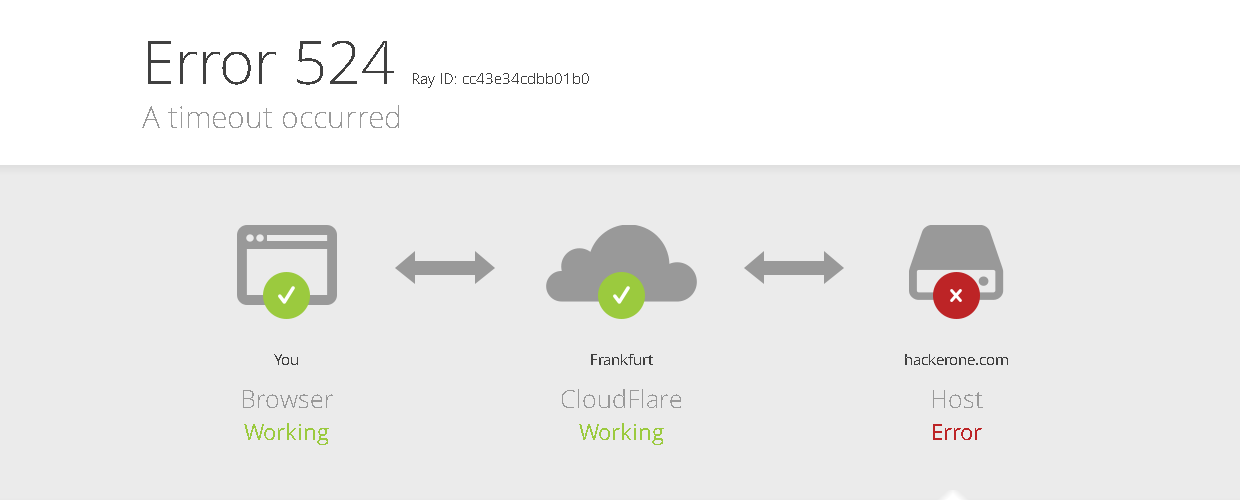 Error 524 Ray ID: cc43e34cdbb01b0
A timeout occurred
You Frankfurt hackerone.com
Browser CloudFlare Host
Working Working Error